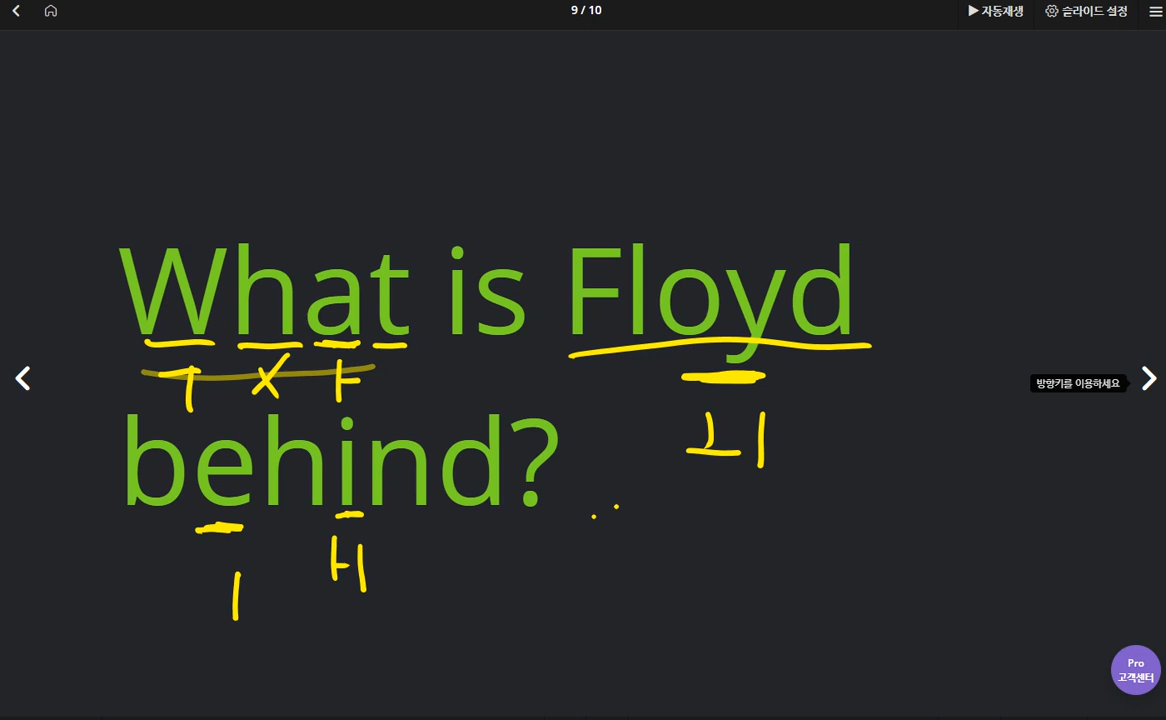 9 / 10
▶ 자동재생
슬라이드 설정
What is Floyd
ㅜ X ㅏ
방향키를 이용하세요
ㅚ
behind?
ㅣ ㅐ
Pro
고객센터